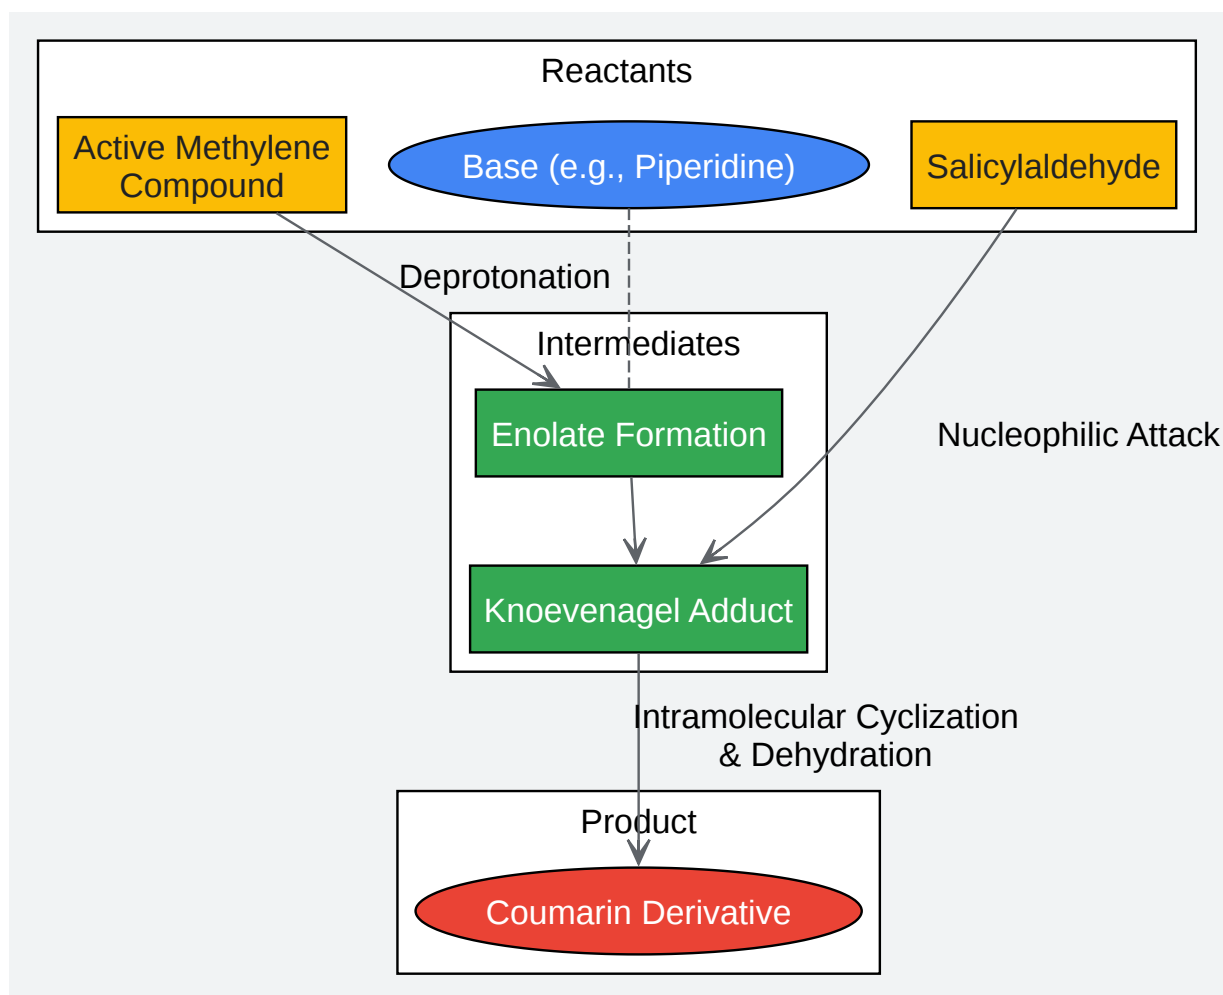 Reactants
Active Methylene
Compound
Base (e.g., Piperidine)
Salicylaldehyde
Deprotonation
Intermediates
Enolate Formation
Nucleophilic Attack
Knoevenagel Adduct
Intramolecular Cyclization
& Dehydration
Product
Coumarin Derivative